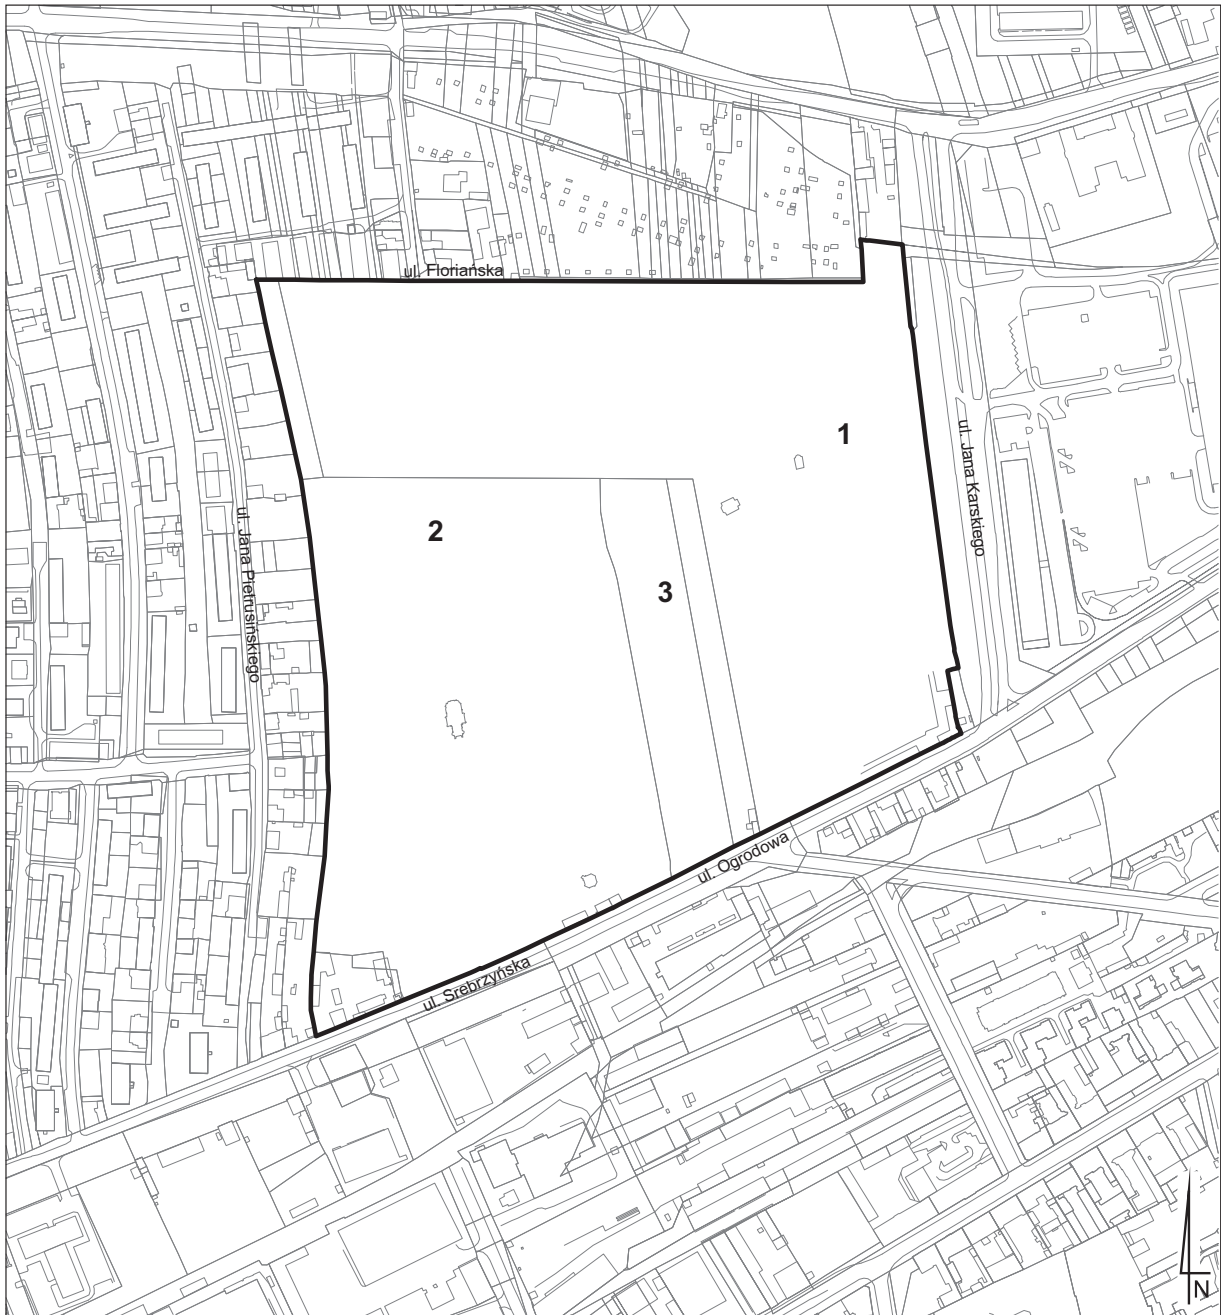 ul. Floriańska
1
ul. Jana Karskiego
2
ul. Jana Pietrusińskiego
3
ul. Ogrodowa
ul. Srebrzyńska
N